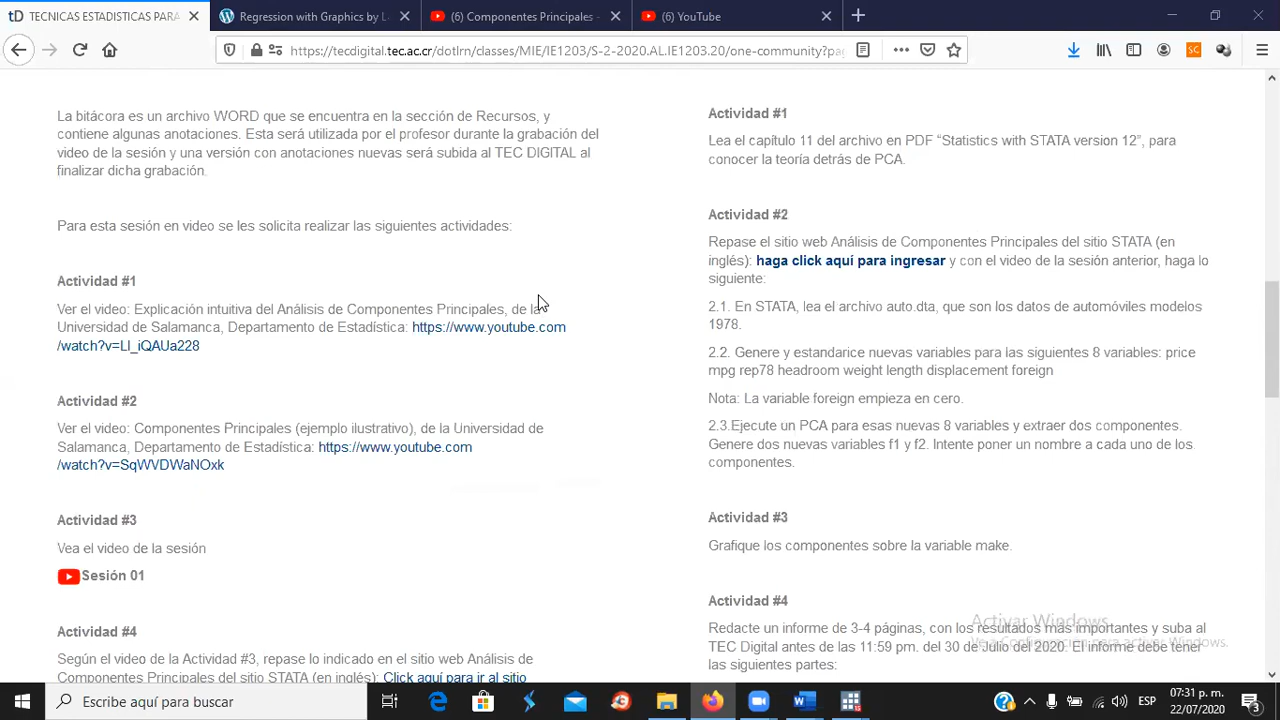 TECNICAS ESTADISTICAS PARA
Regression with Graphics by L
(6) Componentes Principales -
(6) YouTube
https://tecdigital.tec.ac.cr/dotlrn/classes/MIE/IE1203/S-2-2020.AL.IE1203.20/one-community?pa
La bitácora es un archivo WORD que se encuentra en la sección de Recursos, y
contiene algunas anotaciones. Esta será utilizada por el profesor durante la grabación del
video de la sesión y una versión con anotaciones nuevas será subida al TEC DIGITAL al
finalizar dicha grabación.
Para esta sesión en video se les solicita realizar las siguientes actividades:
Actividad #1
Ver el video: Explicación intuitiva del Análisis de Componentes Principales, de la
Universidad de Salamanca, Departamento de Estadística: https://www.youtube.com
/watch?v=LI_iQAUa228
Actividad #2
Ver el video: Componentes Principales (ejemplo ilustrativo), de la Universidad de
Salamanca, Departamento de Estadística: https://www.youtube.com
/watch?v=SqWVDWaNOxk
Actividad #3
Vea el video de la sesión
Sesión 01
Actividad #4
Según el video de la Actividad #3, repase lo indicado en el sitio web Análisis de
Componentes Principales del sitio STATA (en inglés): Click aquí para ir al sitio
Actividad #1
Lea el capítulo 11 del archivo en PDF “Statistics with STATA version 12”, para
conocer la teoría detrás de PCA.
Actividad #2
Repase el sitio web Análisis de Componentes Principales del sitio STATA (en
inglés): haga click aquí para ingresar y con el video de la sesión anterior, haga lo
siguiente:
2.1. En STATA, lea el archivo auto.dta, que son los datos de automóviles modelos
1978.
2.2. Genere y estandarice nuevas variables para las siguientes 8 variables: price
mpg rep78 headroom weight length displacement foreign
Nota: La variable foreign empieza en cero.
2.3.Ejecute un PCA para esas nuevas 8 variables y extraer dos componentes.
Genere dos nuevas variables f1 y f2. Intente poner un nombre a cada uno de los
componentes.
Actividad #3
Grafique los componentes sobre la variable make.
Actividad #4
Redacte un informe de 3-4 páginas, con los resultados más importantes y suba al
TEC Digital antes de las 11:59 pm. del 30 de Julio del 2020. El informe debe tener
las siguientes partes:
Activar Windows
Ve a Configuración para activar Windows.
Escribe aquí para buscar
ESP
07:31 p. m.
22/07/2020
3